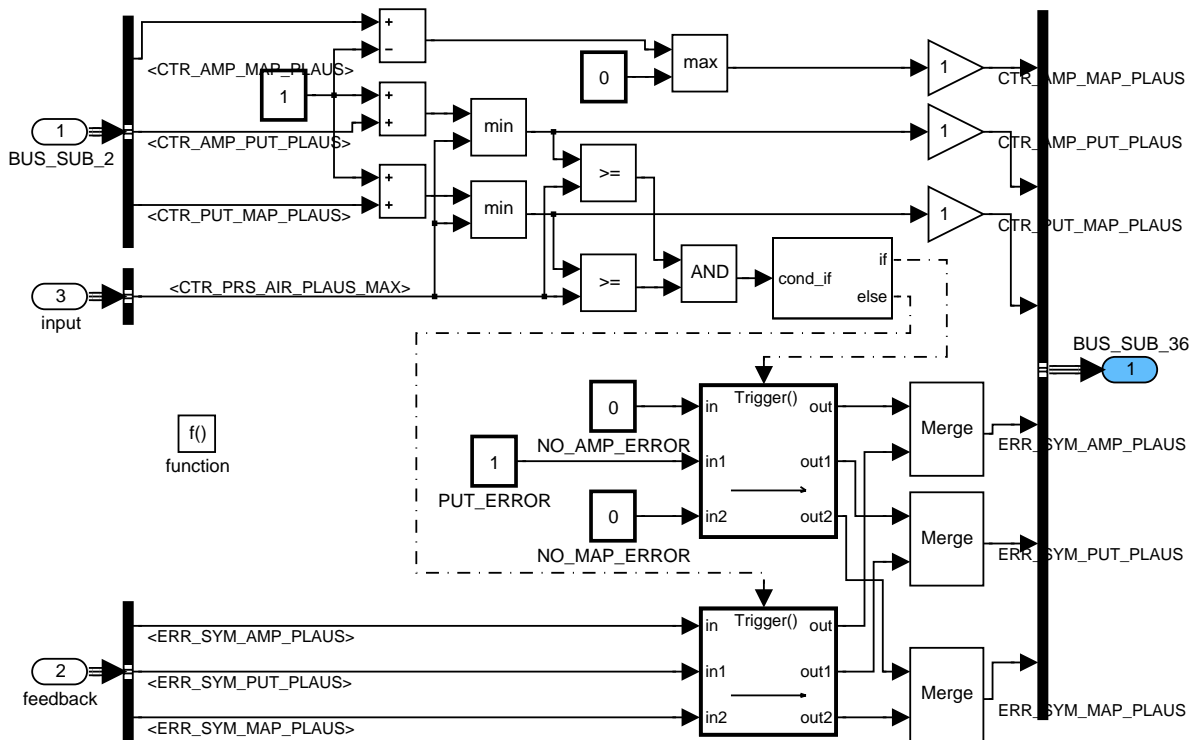 +
−
<CTR_AMP_MAP_PLAUS>
1
0
max
1
CTR_AMP_MAP_PLAUS
1
BUS_SUB_2
<CTR_AMP_PUT_PLAUS>
+
+
min
1
CTR_AMP_PUT_PLAUS
>=
<CTR_PUT_MAP_PLAUS>
+
+
min
1
CTR_PUT_MAP_PLAUS
3
input
<CTR_PRS_AIR_PLAUS_MAX>
>=
AND
cond_if
if
else
BUS_SUB_36
1
f()
function
0
NO_AMP_ERROR
1
PUT_ERROR
0
NO_MAP_ERROR
Trigger()
in
out
in1
out1
in2
out2
Merge
ERR_SYM_AMP_PLAUS
Merge
ERR_SYM_PUT_PLAUS
2
feedback
<ERR_SYM_AMP_PLAUS>
<ERR_SYM_PUT_PLAUS>
<ERR_SYM_MAP_PLAUS>
Trigger()
in
out
in1
out1
in2
out2
Merge
ERR_SYM_MAP_PLAUS